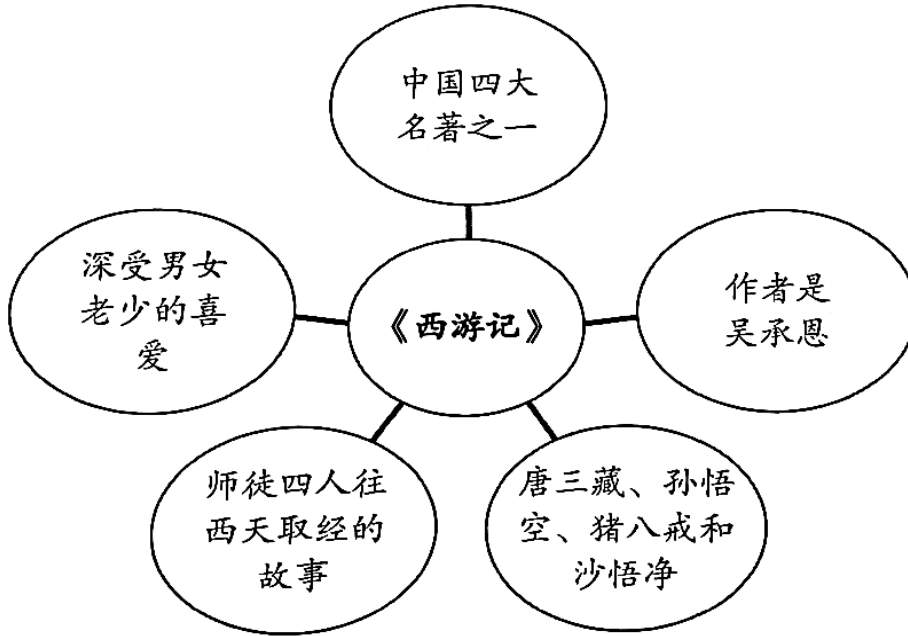 中国四大
名著之一
深受男女
老少的喜
爱
《西游记》
作者是
吴承恩
师徒四人往
西天取经的
故事
唐三藏、孙悟
空、猪八戒和
沙悟净